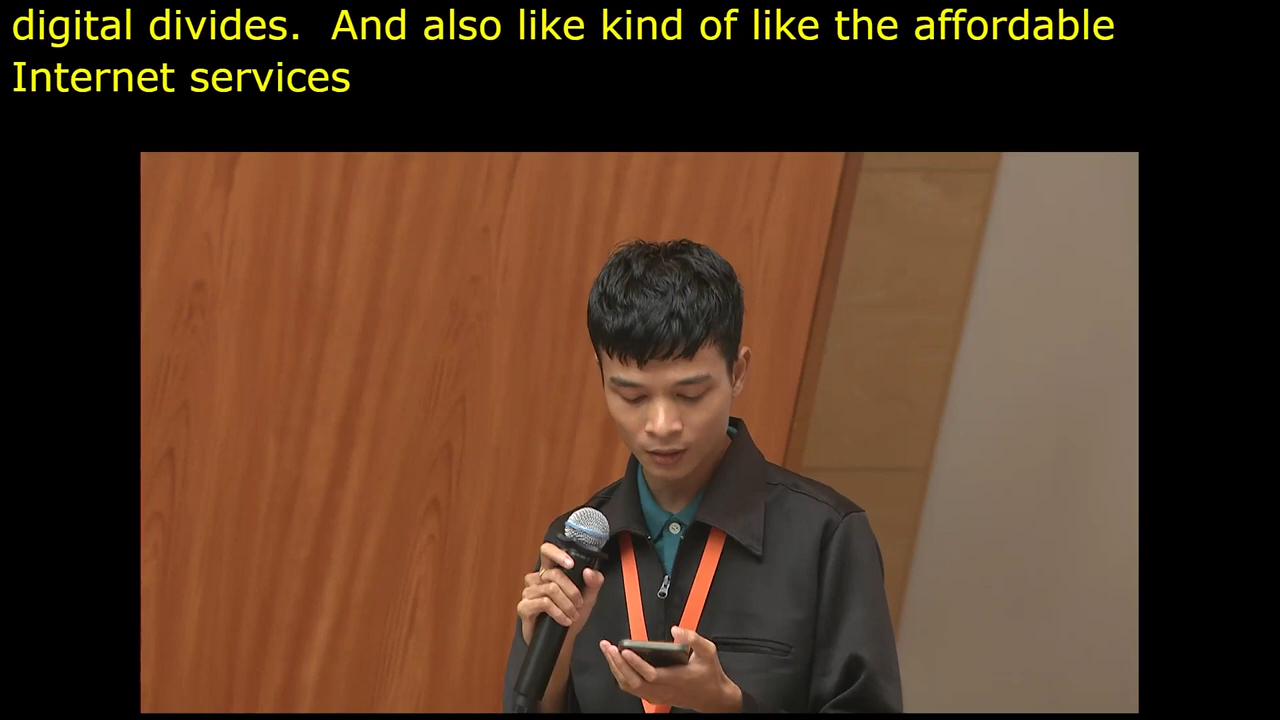 digital divides.  And also like kind of like the affordable
Internet services